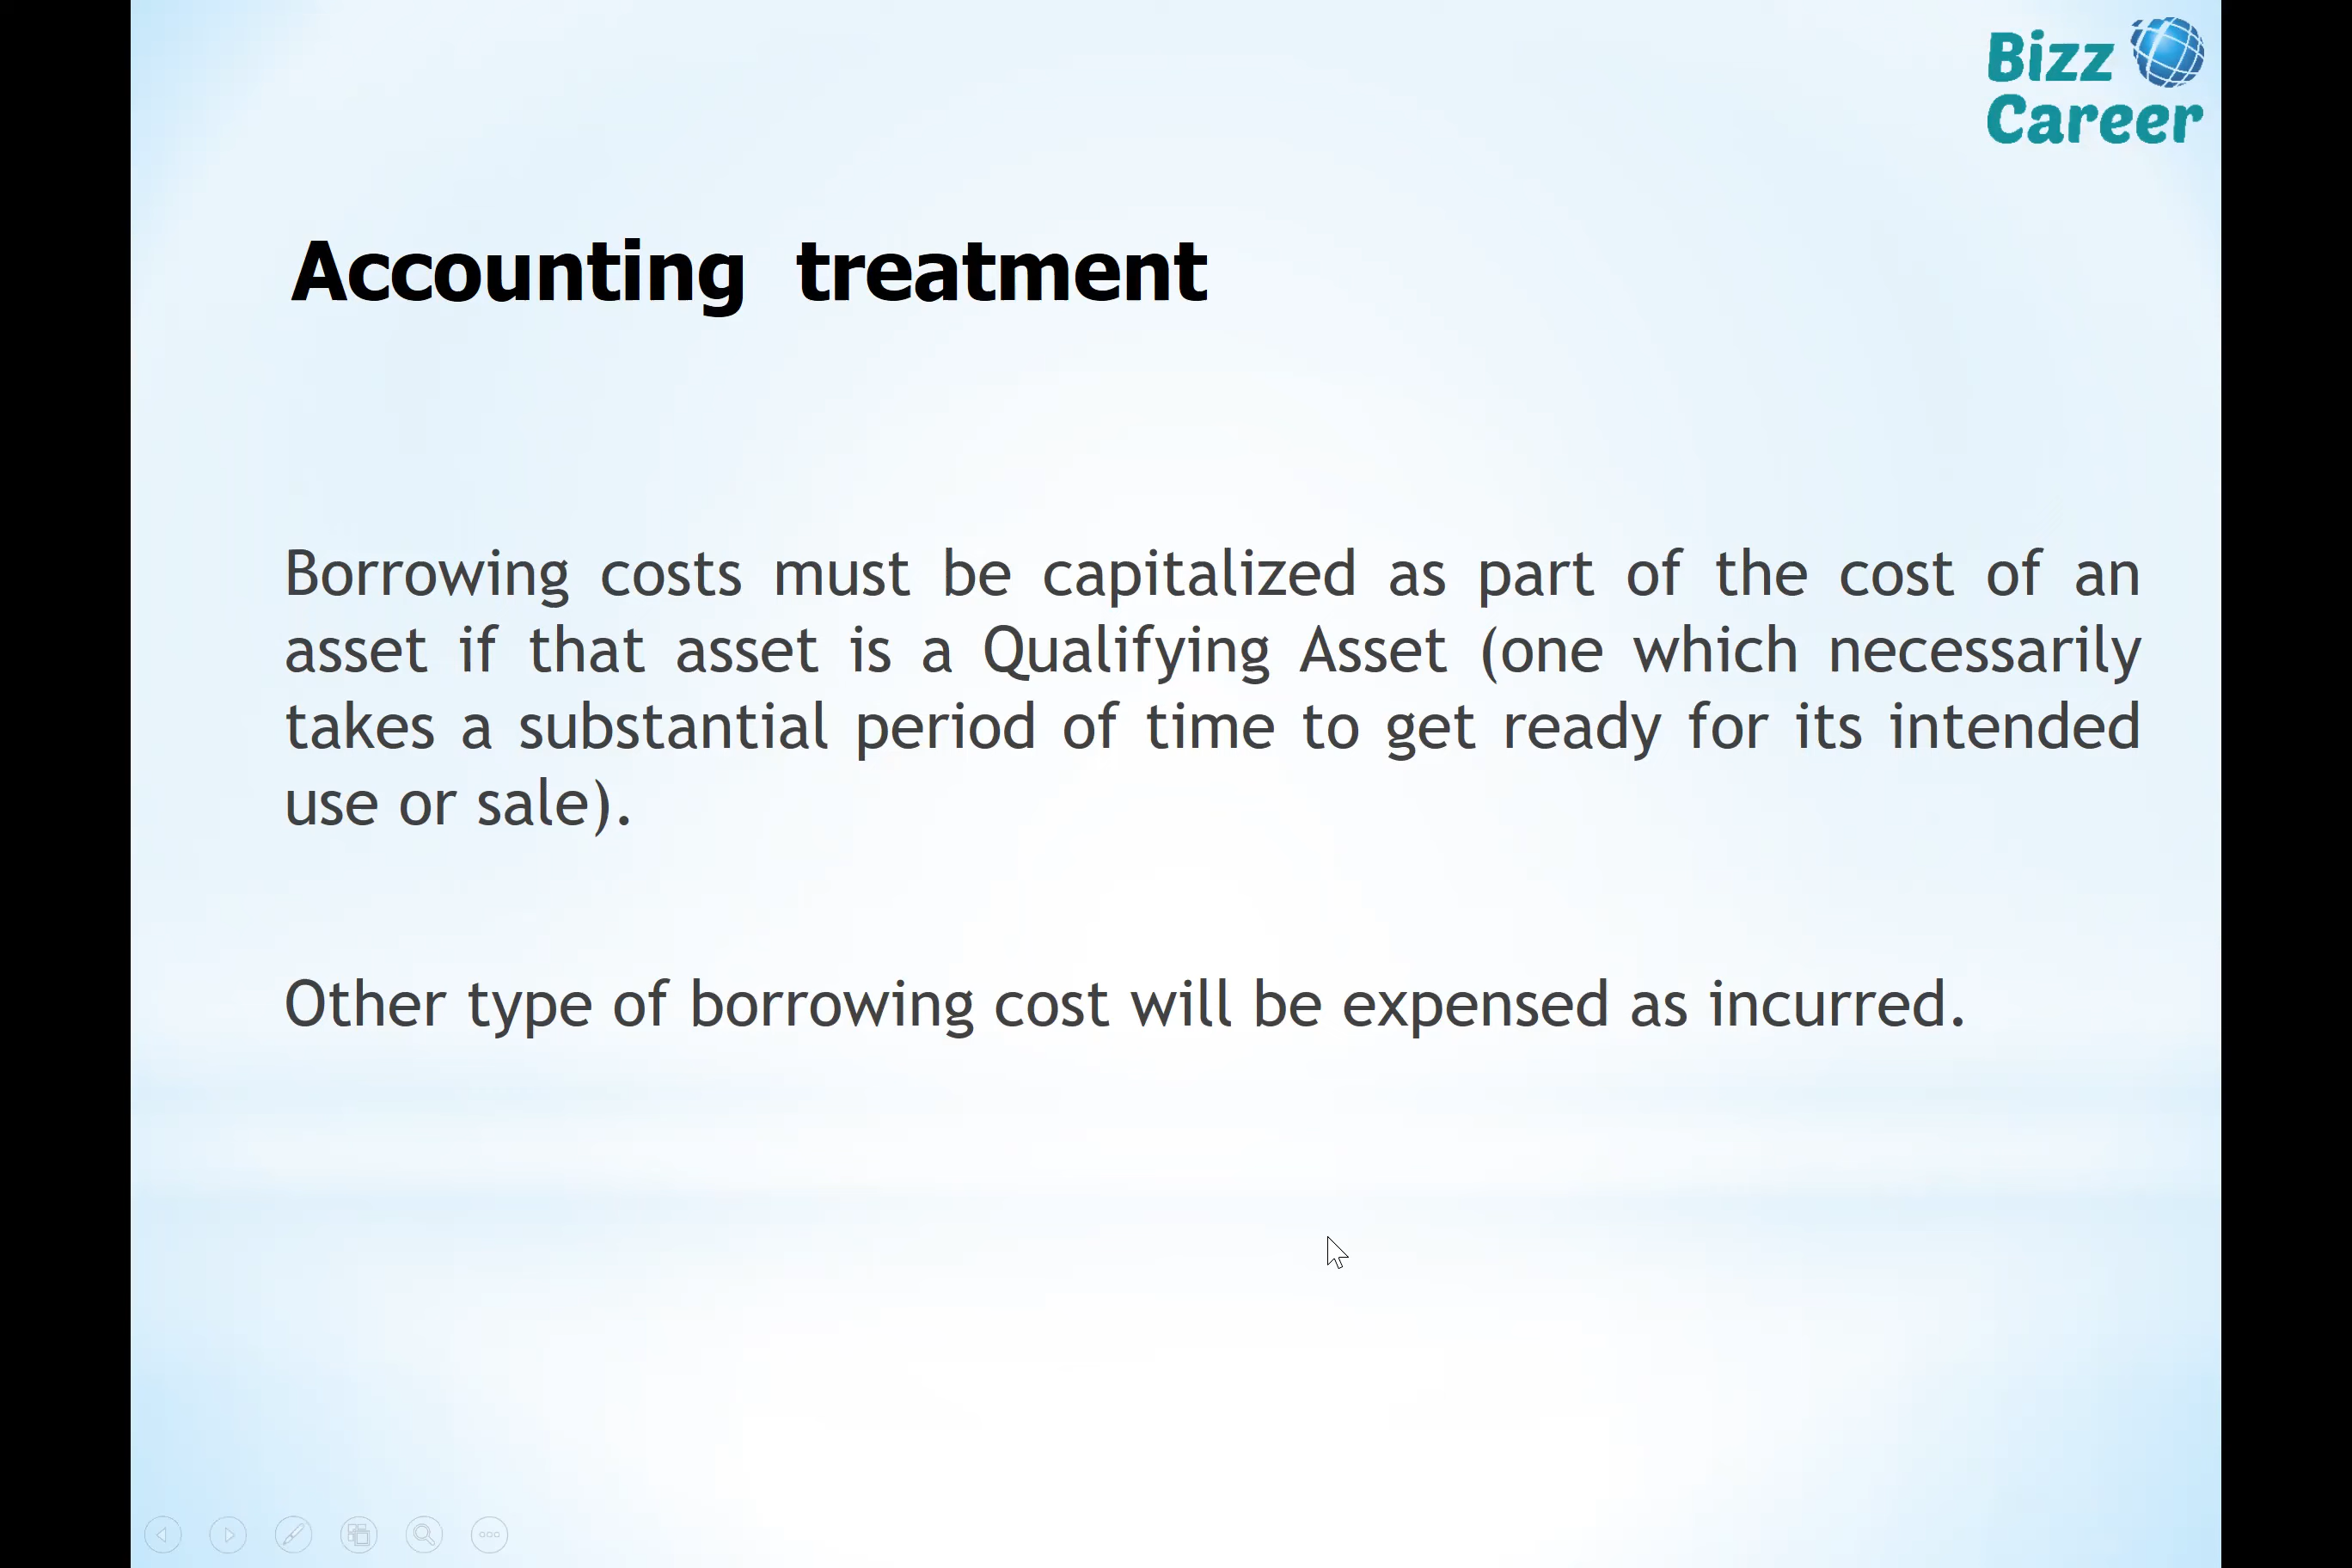 Bizz
Career
Accounting treatment
Borrowing costs must be capitalized as part of the cost of an
asset if that asset is a Qualifying Asset (one which necessarily
takes a substantial period of time to get ready for its intended
use or sale).
Other type of borrowing cost will be expensed as incurred.